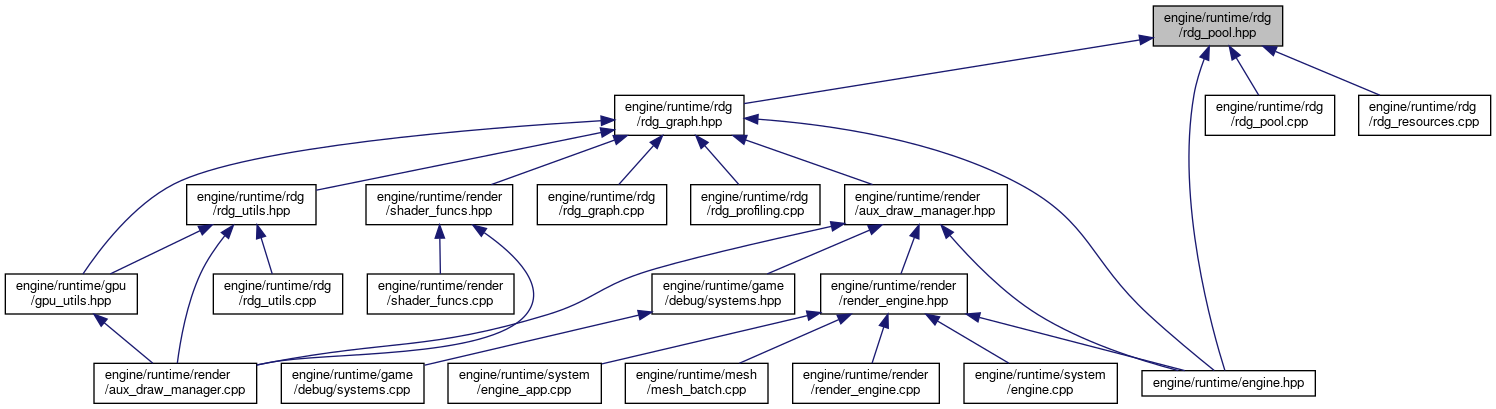 engine/runtime/rdg
/rdg_pool.hpp
engine/runtime/rdg
/rdg_graph.hpp
engine/runtime/rdg
/rdg_pool.cpp
engine/runtime/rdg
/rdg_resources.cpp
engine/runtime/rdg
/rdg_utils.hpp
engine/runtime/render
/shader_funcs.hpp
engine/runtime/rdg
/rdg_graph.cpp
engine/runtime/rdg
/rdg_profiling.cpp
engine/runtime/render
/aux_draw_manager.hpp
engine/runtime/gpu
/gpu_utils.hpp
engine/runtime/rdg
/rdg_utils.cpp
engine/runtime/render
/shader_funcs.cpp
engine/runtime/game
/debug/systems.hpp
engine/runtime/render
/render_engine.hpp
engine/runtime/render
/aux_draw_manager.cpp
engine/runtime/game
/debug/systems.cpp
engine/runtime/system
/engine_app.cpp
engine/runtime/mesh
/mesh_batch.cpp
engine/runtime/render
/render_engine.cpp
engine/runtime/system
/engine.cpp
engine/runtime/engine.hpp